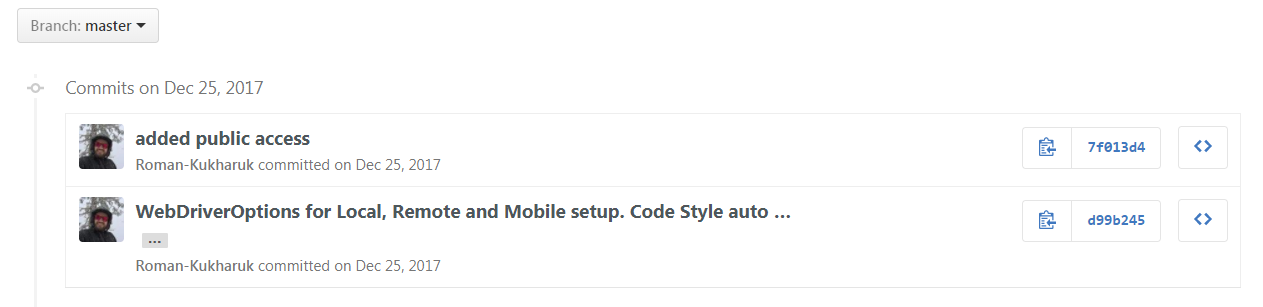 Branch: master
Commits on Dec 25, 2017
added public access
Roman-Kukharuk committed on Dec 25, 2017
7f013d4
WebDriverOptions for Local, Remote and Mobile setup. Code Style auto ...
...
Roman-Kukharuk committed on Dec 25, 2017
d99b245